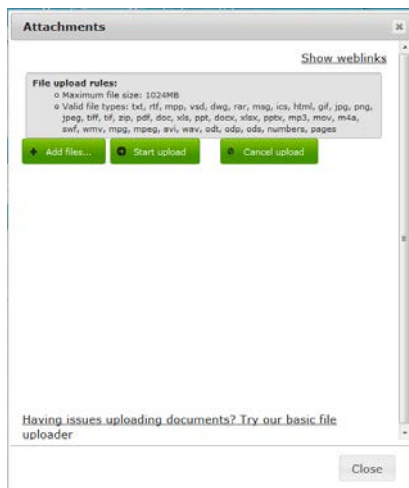 Attachments
Show weblinks
File upload rules:
Maximum file size: 1024MB
Valid file types: txt, rtf, mpp, vsd, dwg, rar, msg, ics, html, gif, jpg, png,
jpeg, tiff, tif, zip, pdf, doc, xls, ppt, docx, xlsx, pptx, mp3, mov, m4a,
swf, wmv, mpg, mpeg, avi, wav, odt, odp, ods, numbers, pages
Add files... Start upload Cancel upload
Having issues uploading documents? Try our basic file
uploader
Close